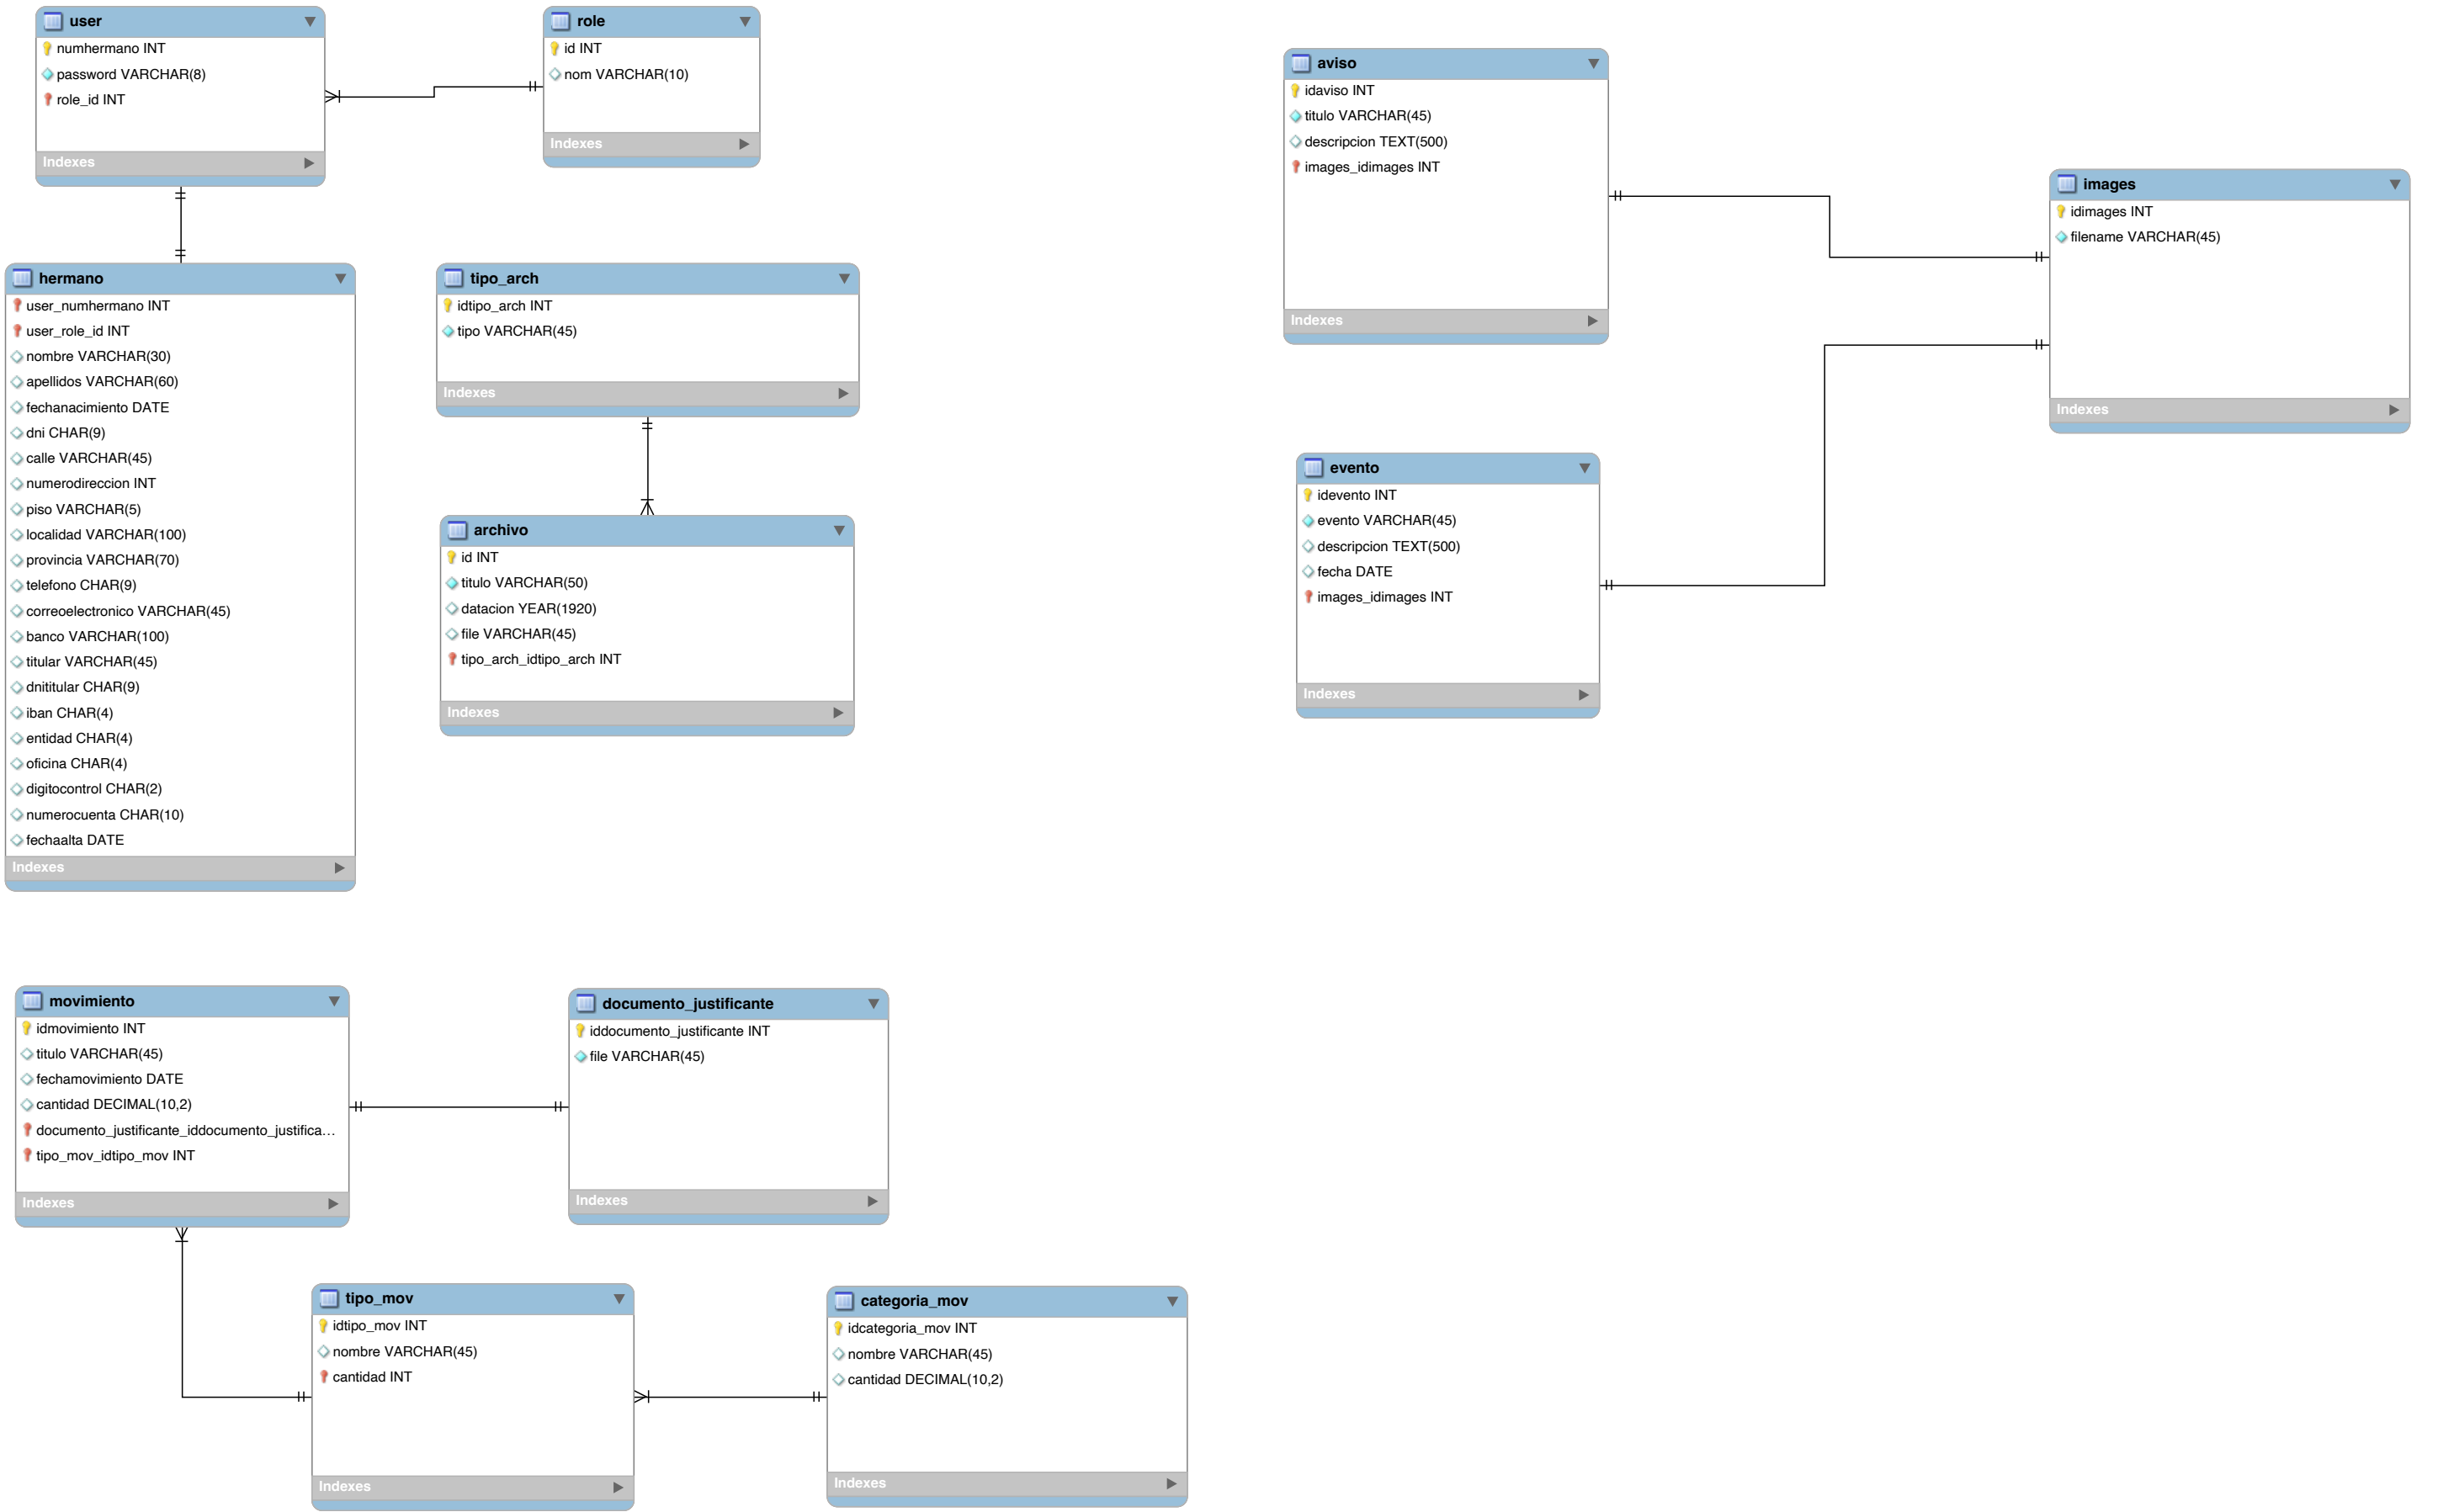 user
numhermano INT
password VARCHAR(8)
role_id INT
Indexes
role
id INT
nom VARCHAR(10)
Indexes
hermano
user_numhermano INT
user_role_id INT
nombre VARCHAR(30)
apellidos VARCHAR(60)
fechanacimiento DATE
dni CHAR(9)
calle VARCHAR(45)
numerodireccion INT
piso VARCHAR(5)
localidad VARCHAR(100)
provincia VARCHAR(70)
telefono CHAR(9)
correoelectronico VARCHAR(45)
banco VARCHAR(100)
titular VARCHAR(45)
dnititular CHAR(9)
iban CHAR(4)
entidad CHAR(4)
oficina CHAR(4)
digitocontrol CHAR(2)
numerocuenta CHAR(10)
fechaalta DATE
Indexes
tipo_arch
idtipo_arch INT
tipo VARCHAR(45)
Indexes
archivo
id INT
titulo VARCHAR(50)
datacion YEAR(1920)
file VARCHAR(45)
tipo_arch_idtipo_arch INT
Indexes
aviso
idaviso INT
titulo VARCHAR(45)
descripcion TEXT(500)
images_idimages INT
Indexes
images
idimages INT
filename VARCHAR(45)
Indexes
evento
idevento INT
evento VARCHAR(45)
descripcion TEXT(500)
fecha DATE
images_idimages INT
Indexes
movimiento
idmovimiento INT
titulo VARCHAR(45)
fechamovimiento DATE
cantidad DECIMAL(10,2)
documento_justificante_iddocumento_justifica...
tipo_mov_idtipo_mov INT
Indexes
documento_justificante
iddocumento_justificante INT
file VARCHAR(45)
Indexes
tipo_mov
idtipo_mov INT
nombre VARCHAR(45)
cantidad INT
Indexes
categoria_mov
idcategoria_mov INT
nombre VARCHAR(45)
cantidad DECIMAL(10,2)
Indexes